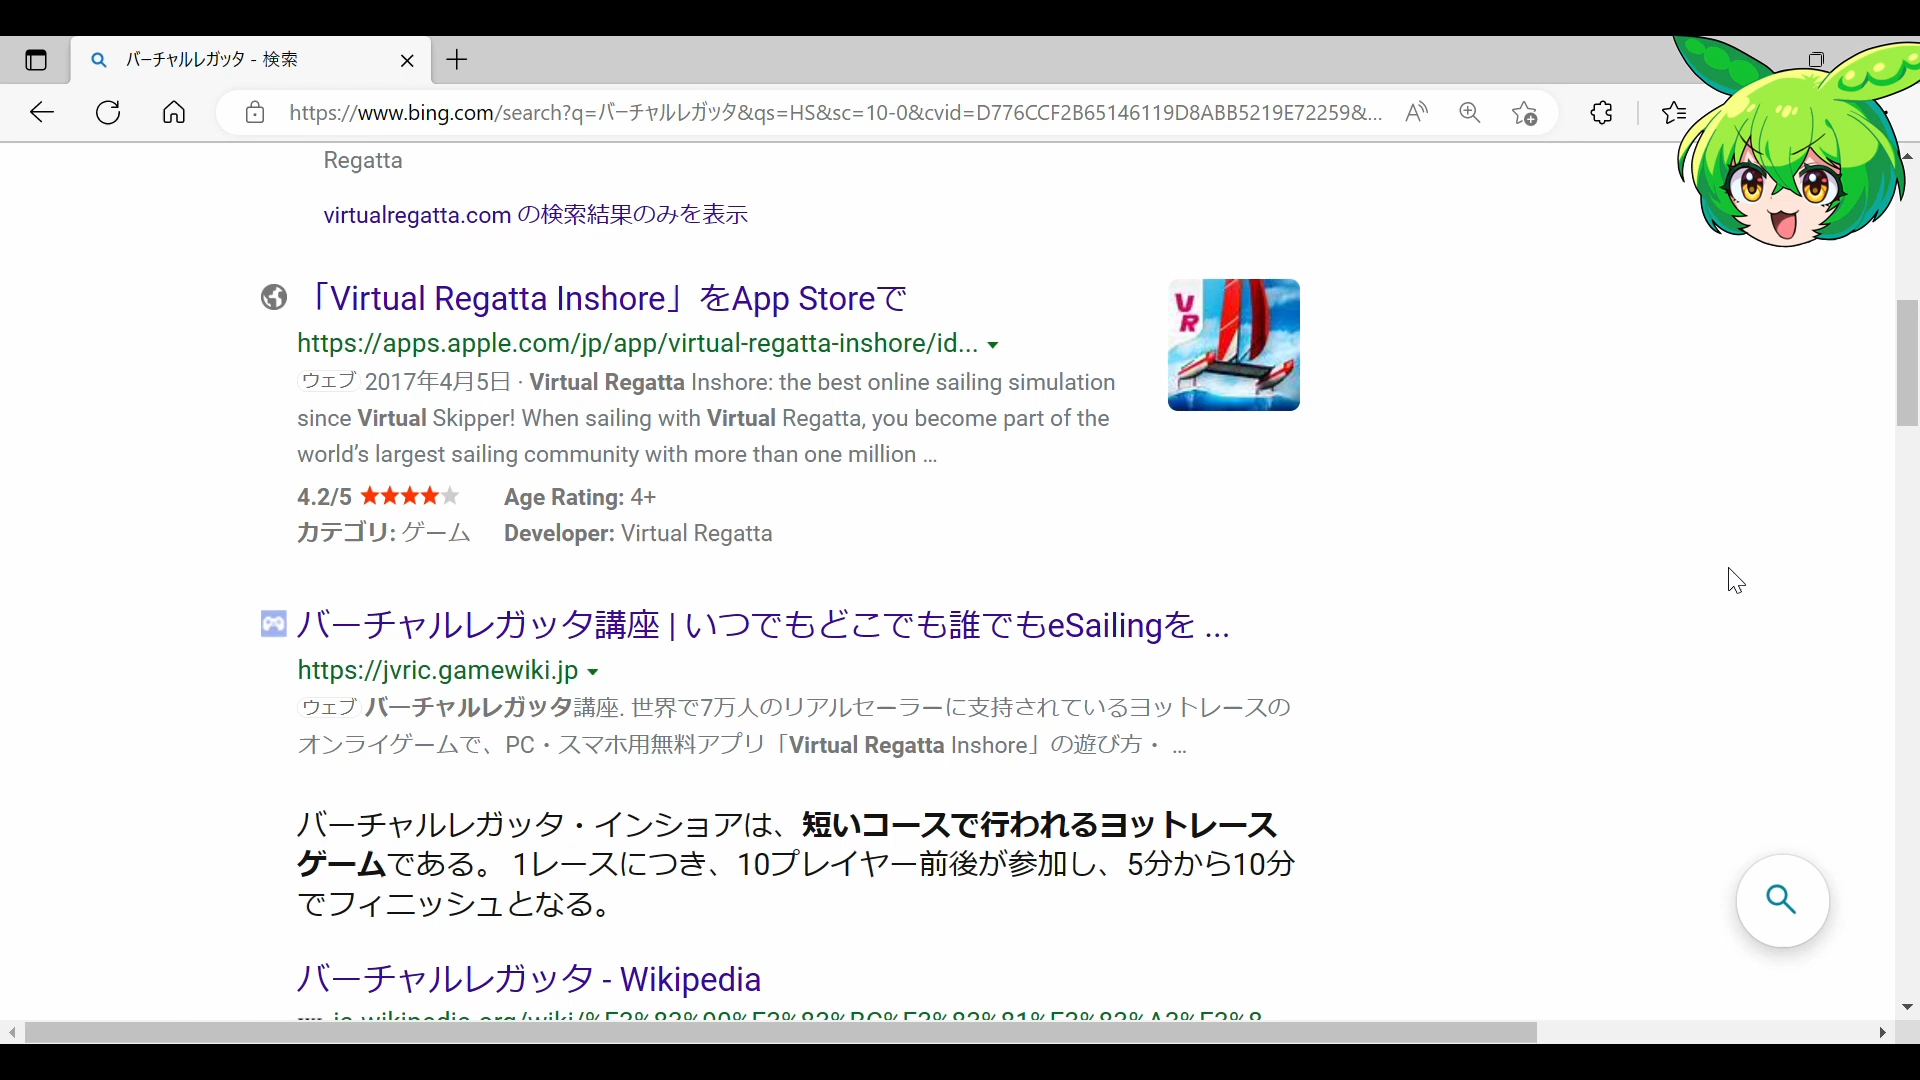 バーチャルレガッタ - 検索
https://www.bing.com/search?q=バーチャルレガッタ&qs=HS&sc=10-0&cvid=D776CCF2B65146119D8ABB5219E72259&...
Regatta
virtualregatta.com の検索結果のみを表示
「Virtual Regatta Inshore」をApp Storeで
https://apps.apple.com/jp/app/virtual-regatta-inshore/id...
VR
ウェブ 2017年4月5日 · Virtual Regatta Inshore: the best online sailing simulation
since Virtual Skipper! When sailing with Virtual Regatta, you become part of the
world's largest sailing community with more than one million ...
4.2/5 Age Rating: 4+
カテゴリ: ゲーム Developer: Virtual Regatta
バーチャルレガッタ講座 | いつでもどこでも誰でもeSailingを ...
https://jvric.gamewiki.jp
ウェブ バーチャルレガッタ講座. 世界で7万人のリアルセーラーに支持されているヨットレースの
オンライゲームで、PC・スマホ用無料アプリ「Virtual Regatta Inshore」の遊び方・ ...
バーチャルレガッタ・インショアは、短いコースで行われるヨットレース
ゲームである。 1レースにつき、10プレイヤー前後が参加し、5分から10分
でフィニッシュとなる。
バーチャルレガッタ - Wikipedia